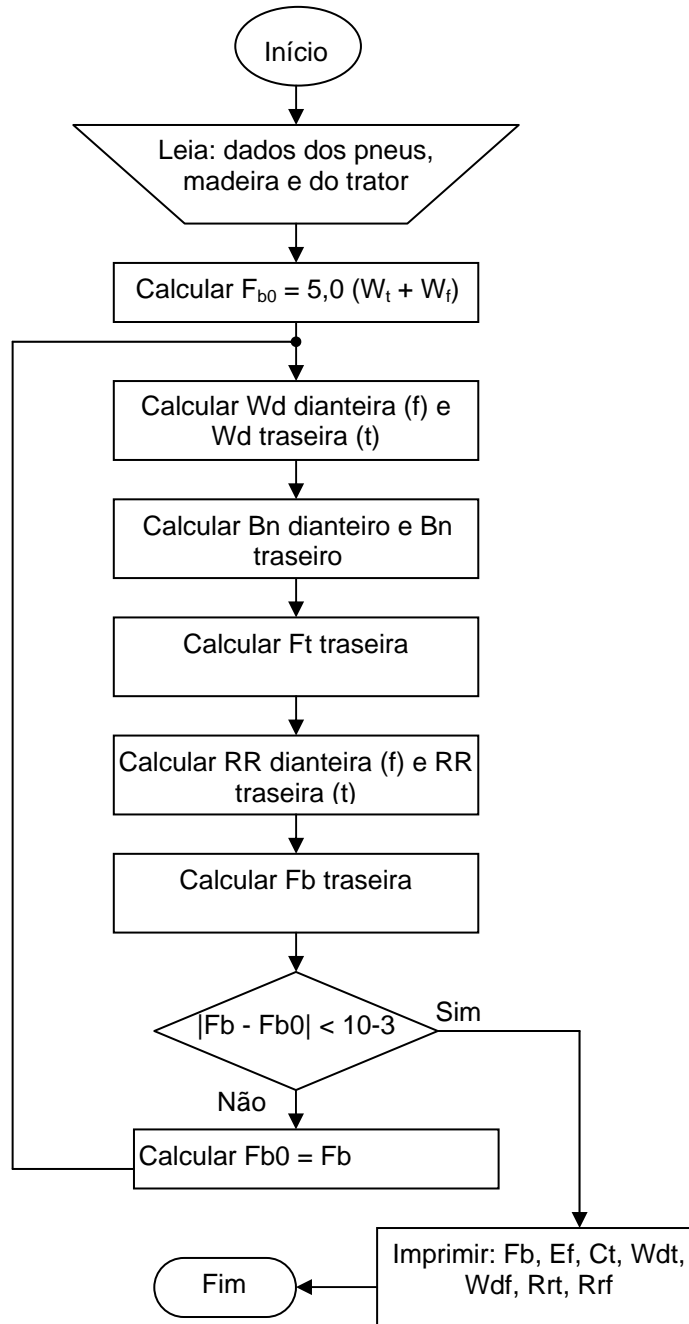 Início
Leia: dados dos pneus,
madeira e do trator
Calcular Fb0 = 5,0 (Wt + Wf)
Calcular Wd dianteira (f) e
Wd traseira (t)
Calcular Bn dianteiro e Bn
traseiro
Calcular Ft traseira
Calcular RR dianteira (f) e RR
traseira (t)
Calcular Fb traseira
|Fb - Fb0| < 10-3
Sim
Não
Calcular Fb0 = Fb
Imprimir: Fb, Ef, Ct, Wdt,
Wdf, Rrt, Rrf
Fim